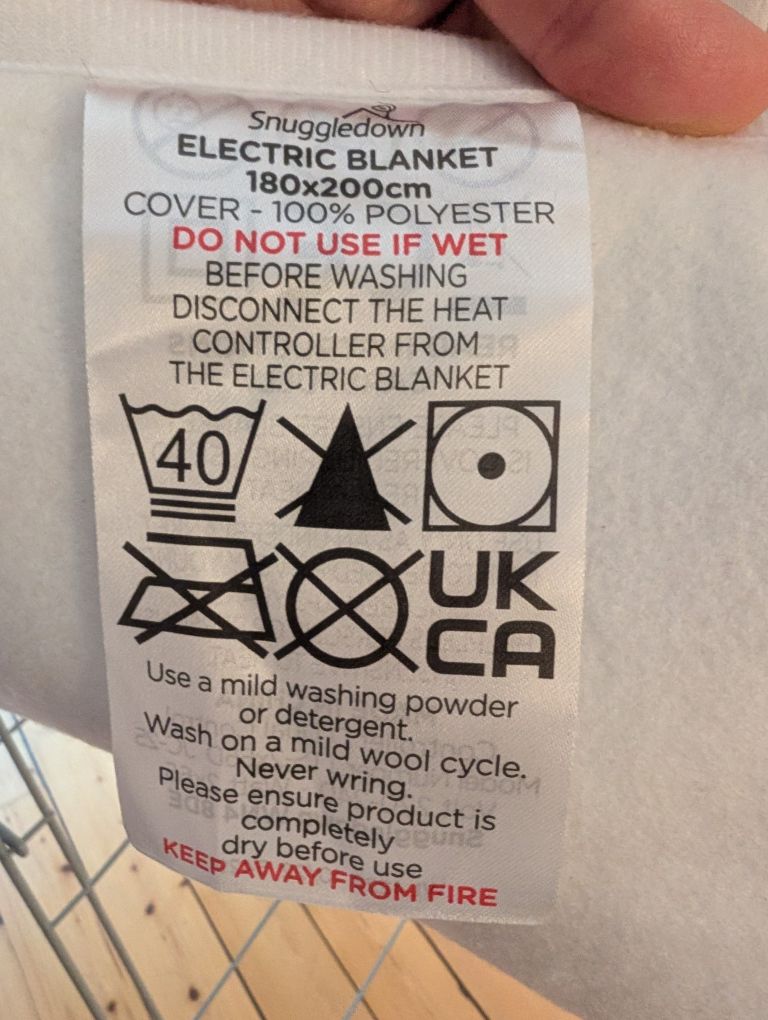 Snuggledown
ELECTRIC BLANKET
180x200cm
COVER - 100% POLYESTER
DO NOT USE IF WET
BEFORE WASHING
DISCONNECT THE HEAT
CONTROLLER FROM
THE ELECTRIC BLANKET
40
UK
CA
Use a mild washing powder
or detergent.
Wash on a mild wool cycle.
Never wring.
Please ensure product is
completely
dry before use
KEEP AWAY FROM FIRE